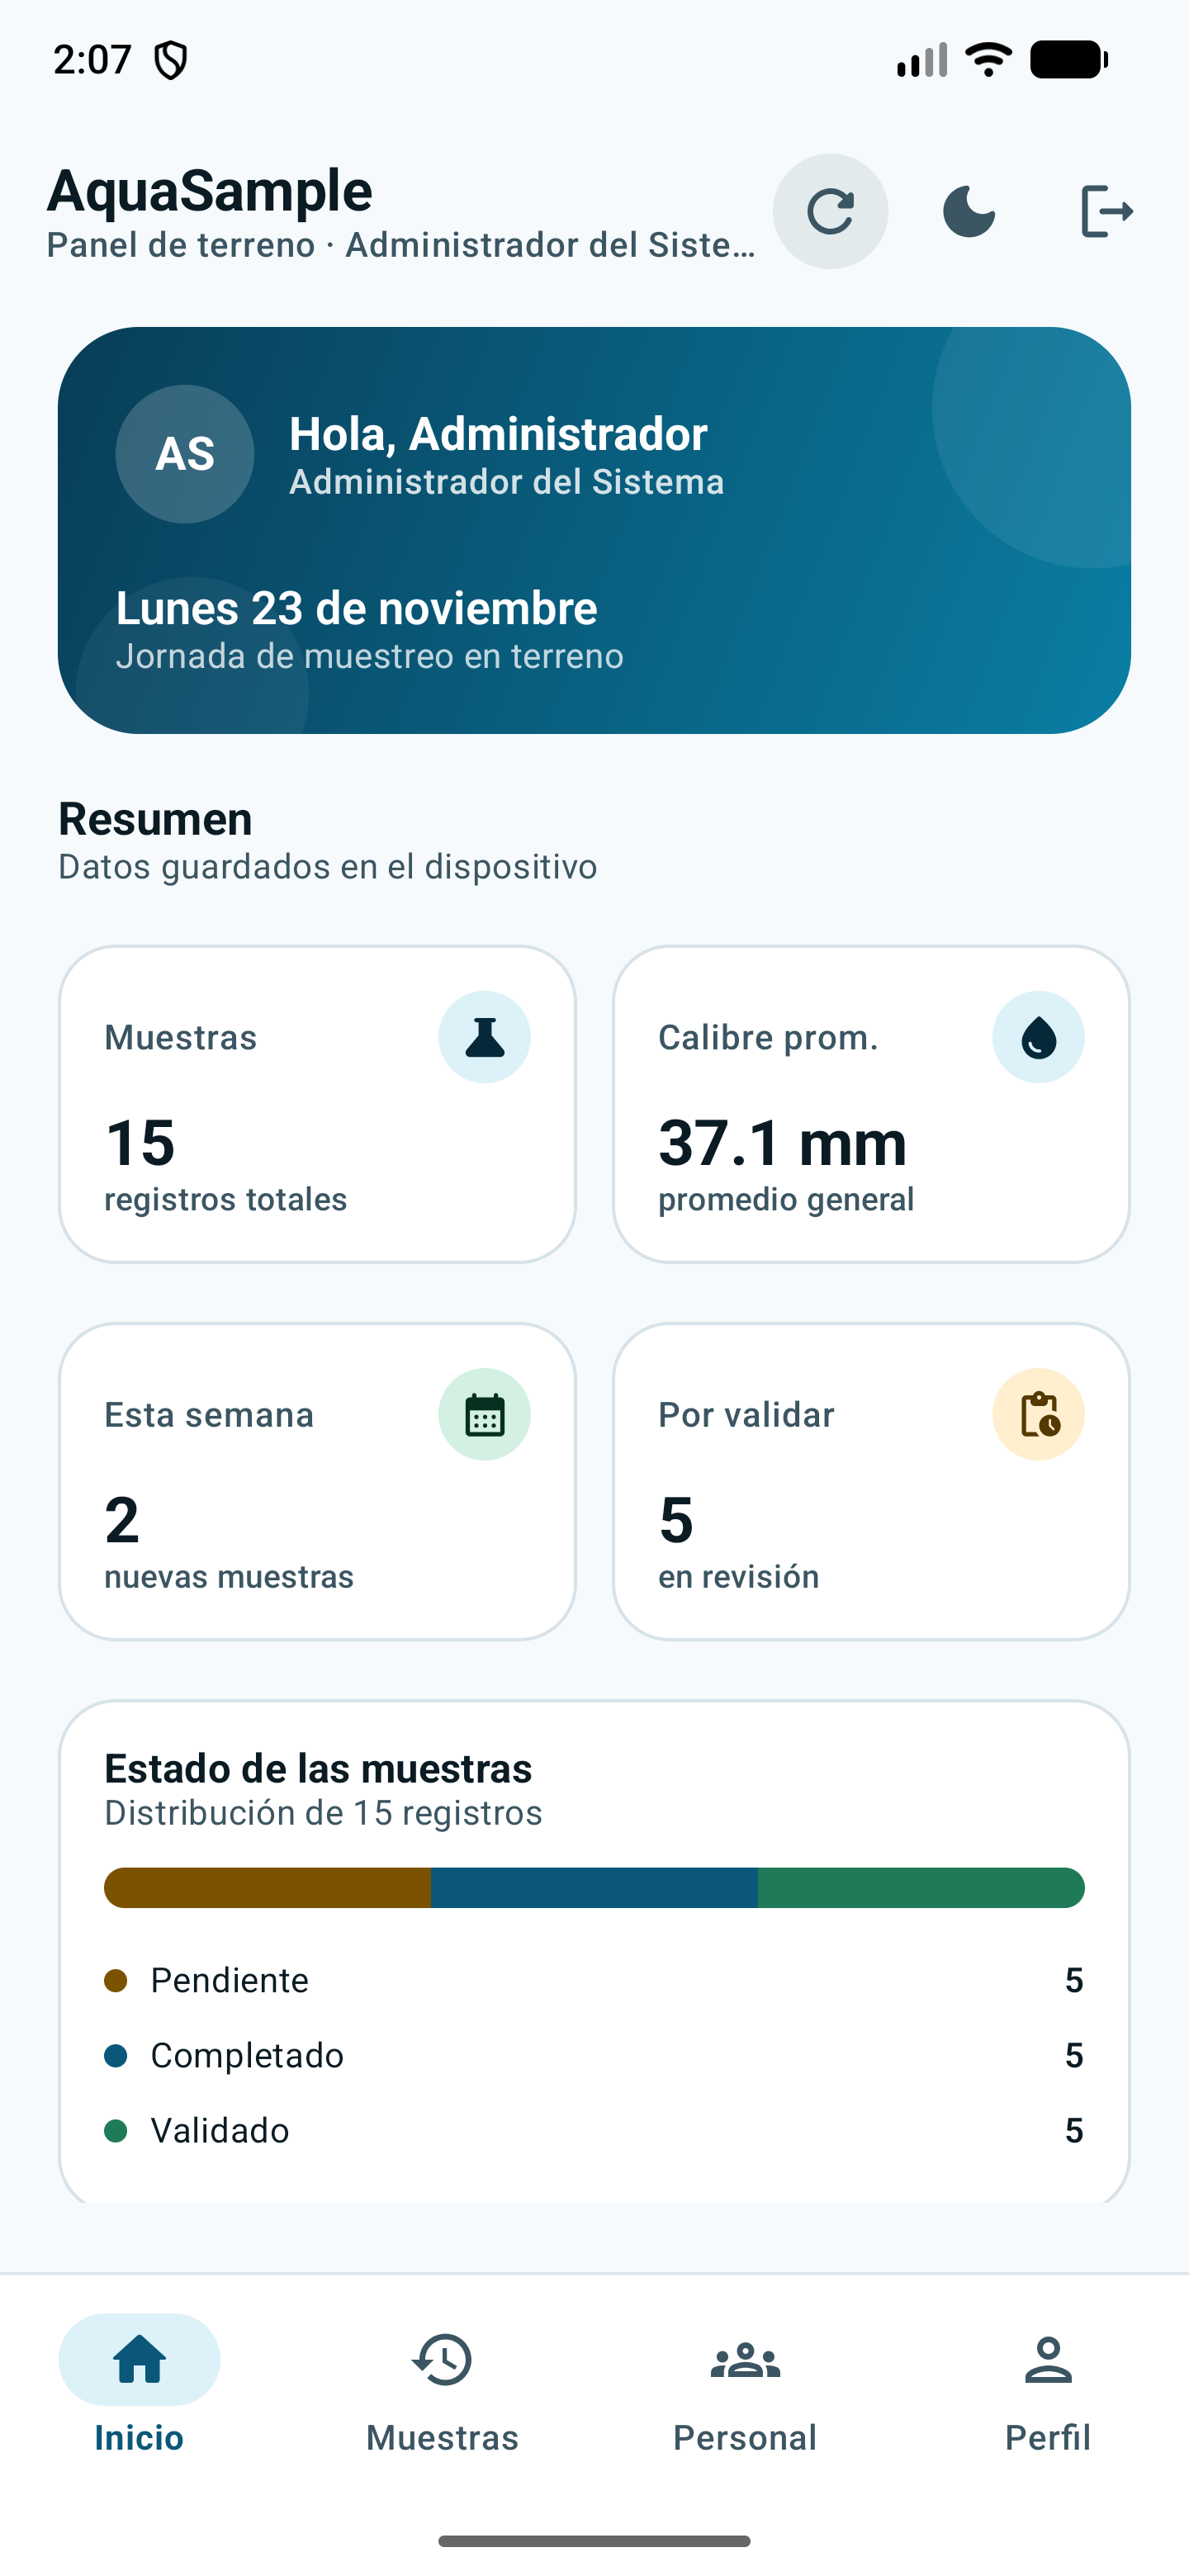 2:07
AquaSample
Panel de terreno · Administrador del Siste...
AS
Hola, Administrador
Administrador del Sistema
Lunes 23 de noviembre
Jornada de muestreo en terreno
Resumen
Datos guardados en el dispositivo
Muestras
15
registros totales
Calibre prom.
37.1 mm
promedio general
Esta semana
2
nuevas muestras
Por validar
5
en revisión
Estado de las muestras
Distribución de 15 registros
Pendiente 5
Completado 5
Validado 5
Inicio
Muestras
Personal
Perfil